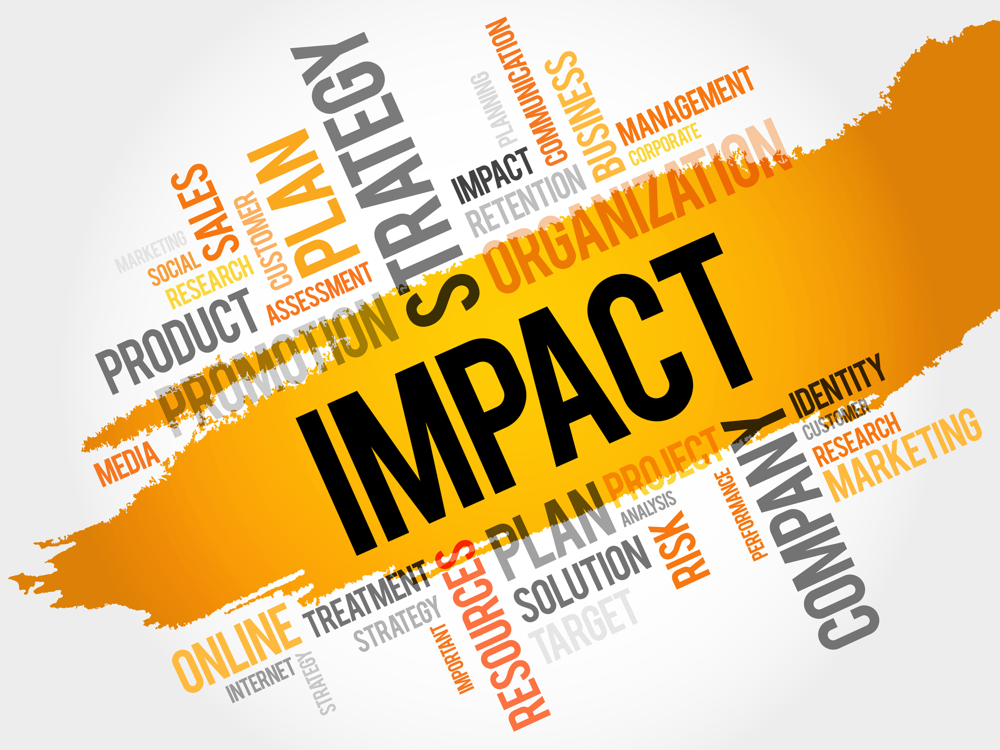 COMMUNICATION
PLANNING
BUSINESS
MANAGEMENT
CORPORATE
STRATEGY
IMPACT
RETENTION
ORGANIZATION
PLAN
SALES
CUSTOMER
MARKETING
SOCIAL
RESEARCH
ASSESSMENT
PRODUCT
PROMOTION
MEDIA
IMPACT
IDENTITY
CUSTOMER
RESEARCH
MARKETING
COMPANY
PERFORMANCE
PROJECT
ANALYSIS
PLAN
RISK
SOLUTION
TARGET
RESOURCES
TREATMENT
STRATEGY
IMPORTANT
ONLINE
INTERNET
STRATEGY